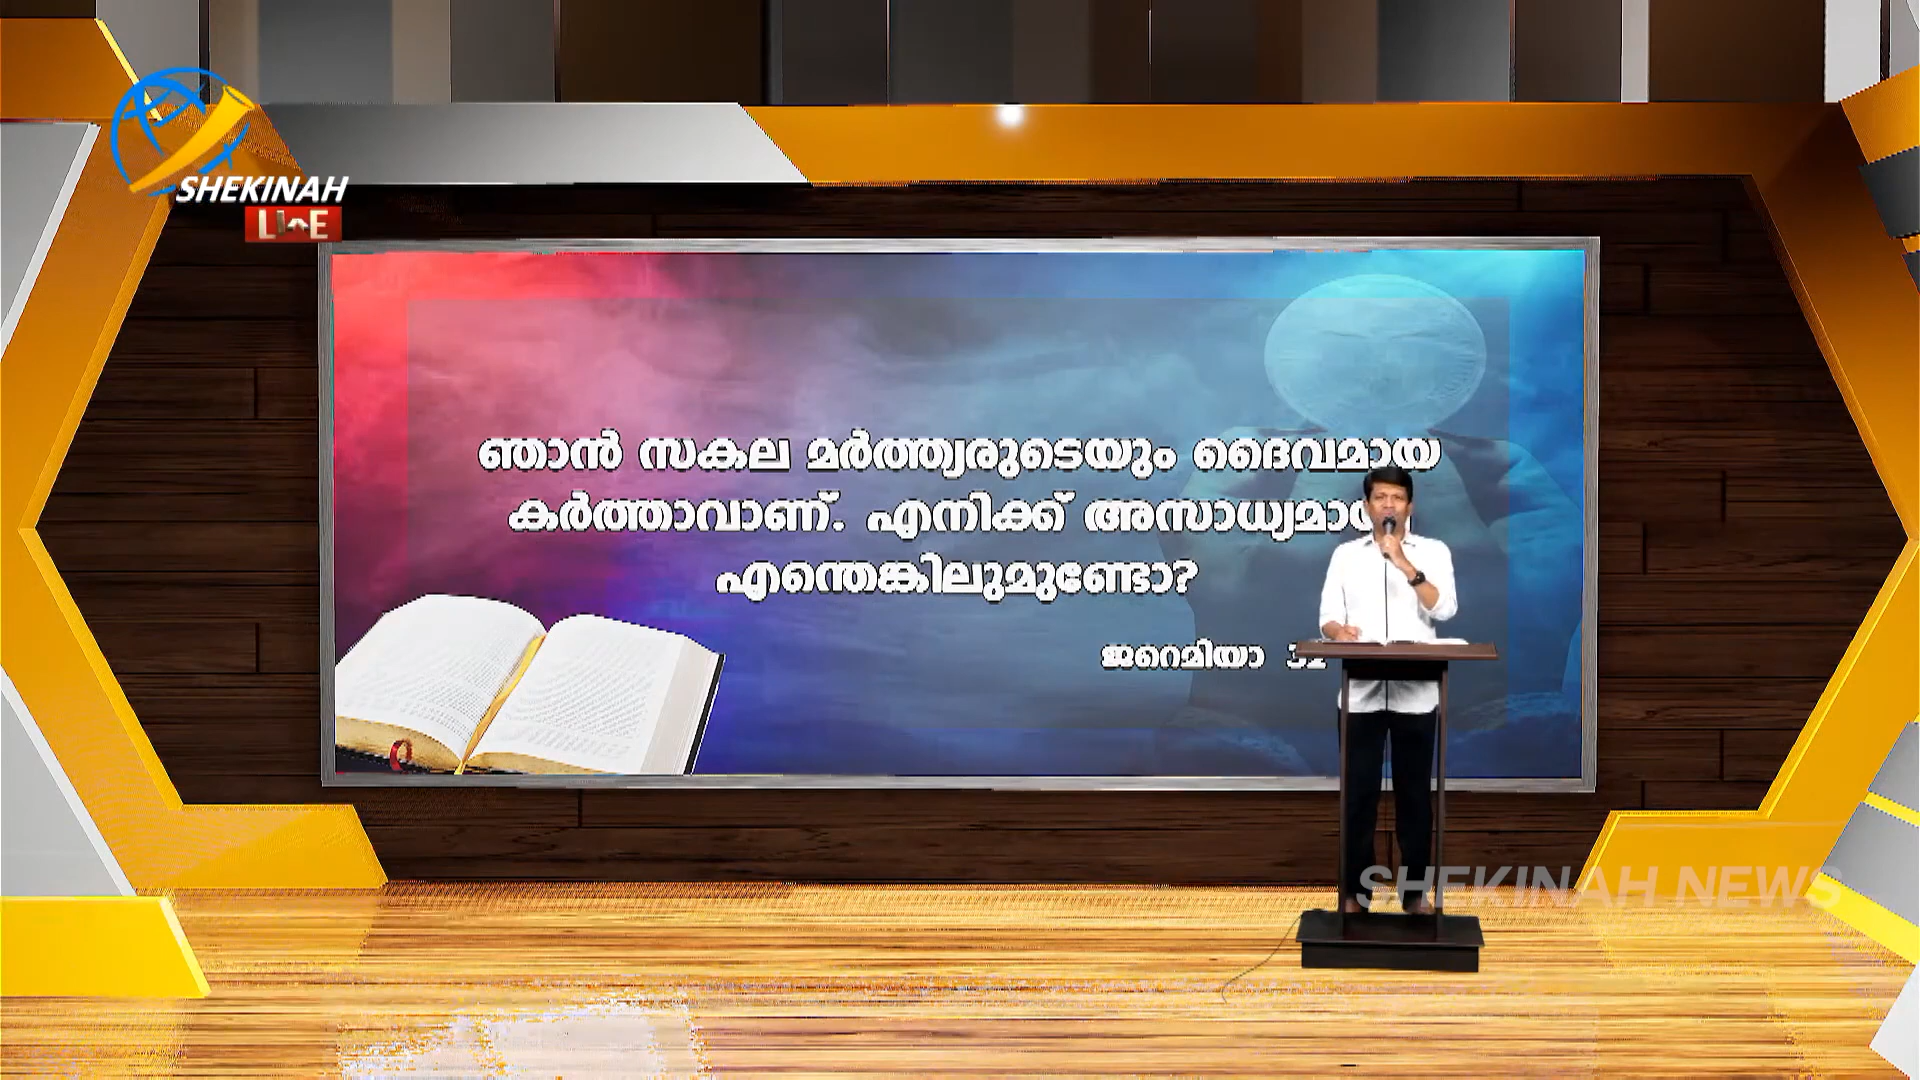 SHEKINAH
LIVE
ഞാൻ സകല മർത്ത്യരുടെയും ദൈവമായ
കർത്താവാണ്. എനിക്ക് അസാധ്യമായി
എന്തെങ്കിലുമുണ്ടോ?
ജറെമിയാ
SHEKINAH NEWS